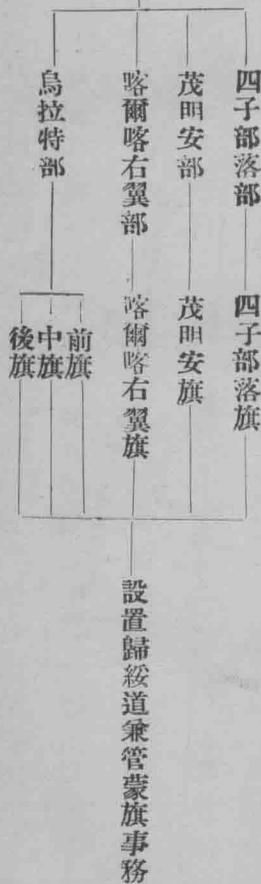 四子部落部
茂明安部
喀爾喀右翼部
烏拉特部
四子部落旗
茂明安旗
喀爾喀右翼旗
前旗
中旗
後旗
設置歸綏道兼管蒙旗事務